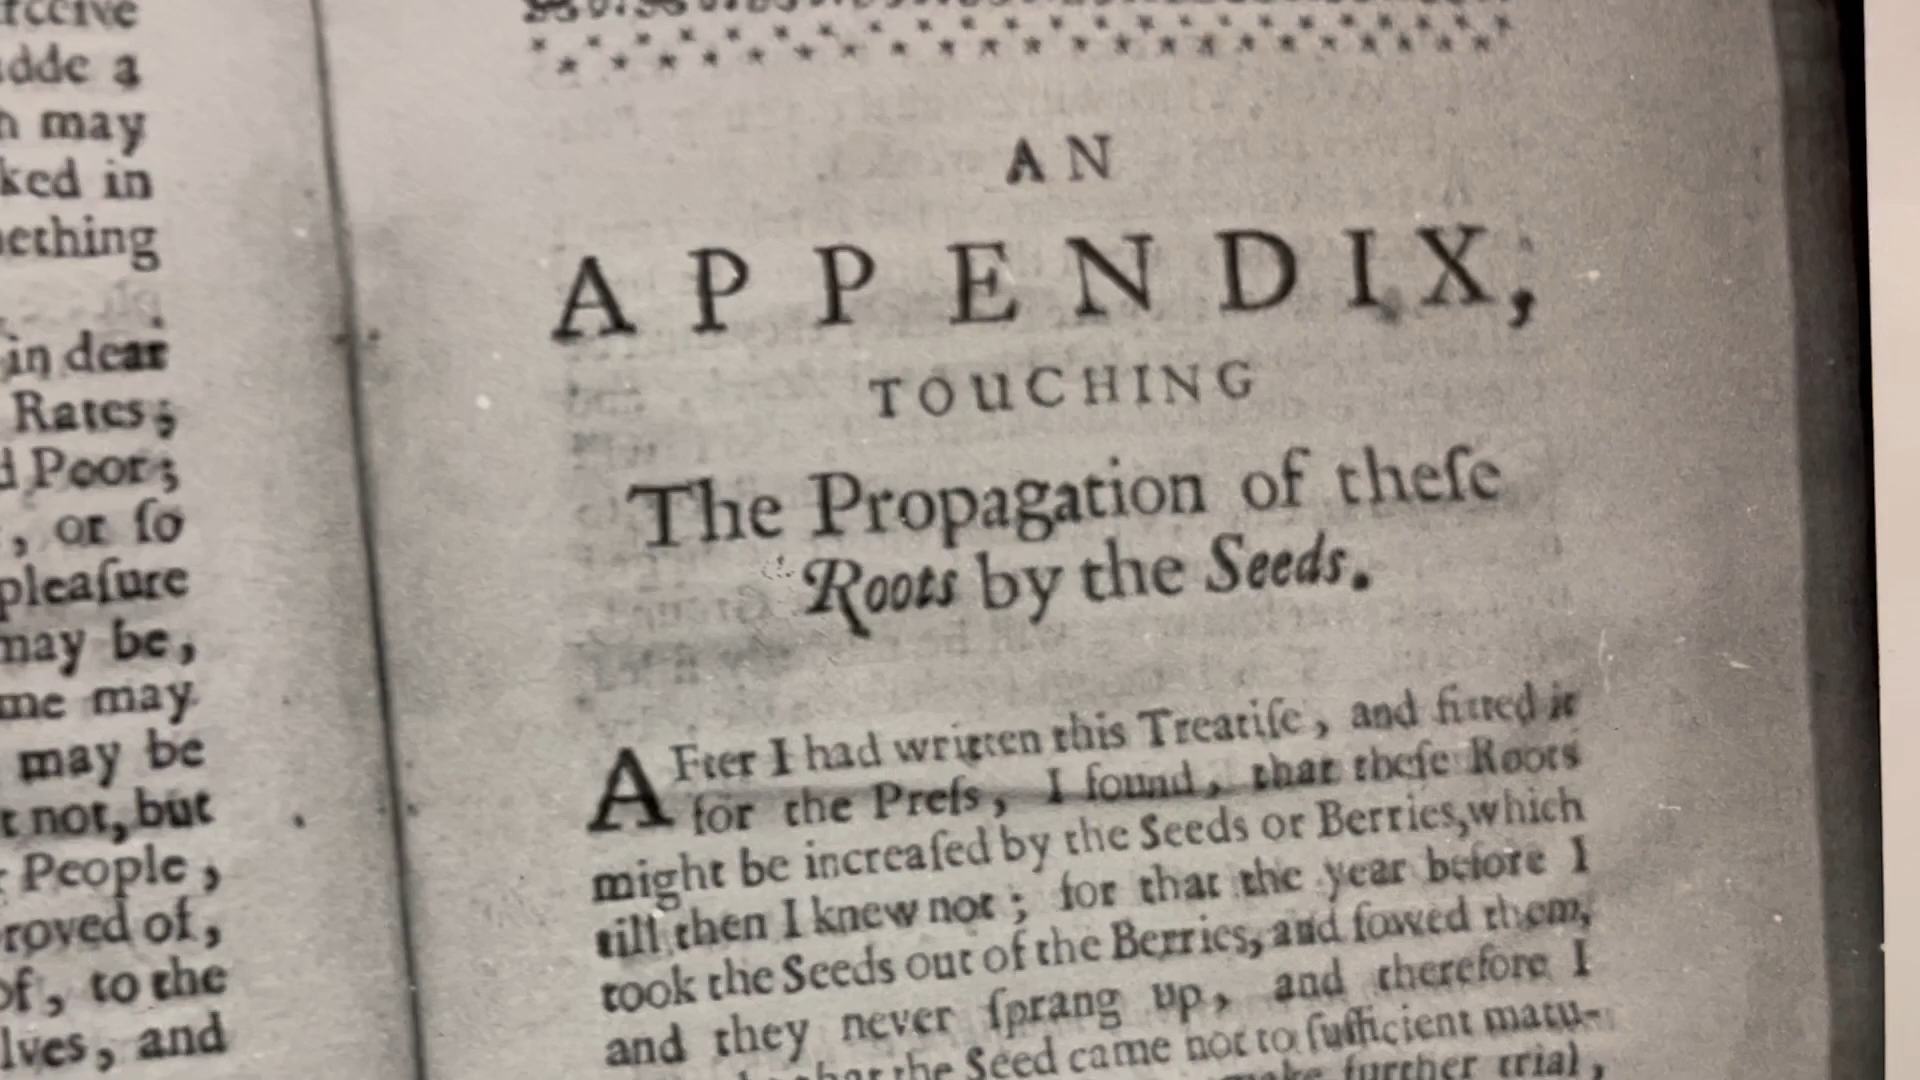 adde a
may
ked in
in dear
Rates;
Poor;
, or ſo
pleaſure
may be,
me may
may be
not, but
People,
of,
of, to the
lves, and
AN
APPENDIX,
TOUCHING
The Propagation of theſe
Roots by the Seeds.
AFter I had written this Treatiſe, and fitted it
for the Preſs, I found, that theſe Roots
might be increaſed by the Seeds or Berries, which
till then I knew not; for that the year before I
took the Seeds out of the Berries, and ſowed them,
and they never ſprang up, and therefore I
the Seed came not to ſufficient matu-
further trial,